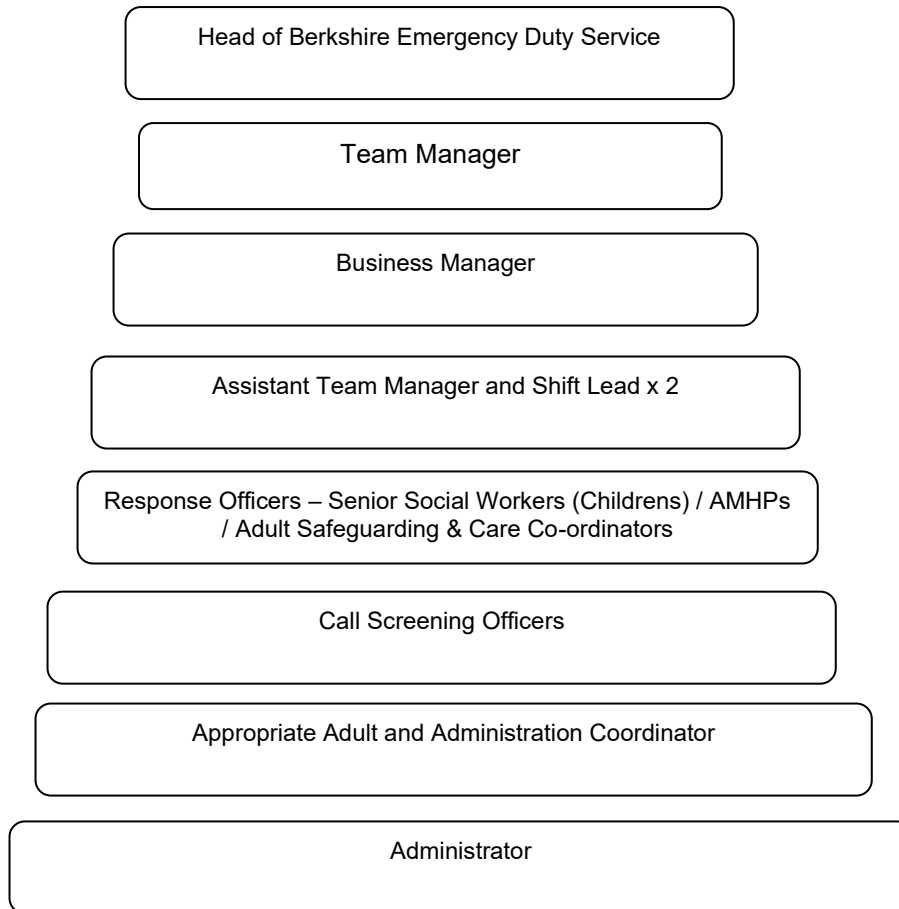 Head of Berkshire Emergency Duty Service
Team Manager
Business Manager
Assistant Team Manager and Shift Lead x 2
Response Officers – Senior Social Workers (Childrens) / AMHPs
/ Adult Safeguarding & Care Co-ordinators
Call Screening Officers
Appropriate Adult and Administration Coordinator
Administrator